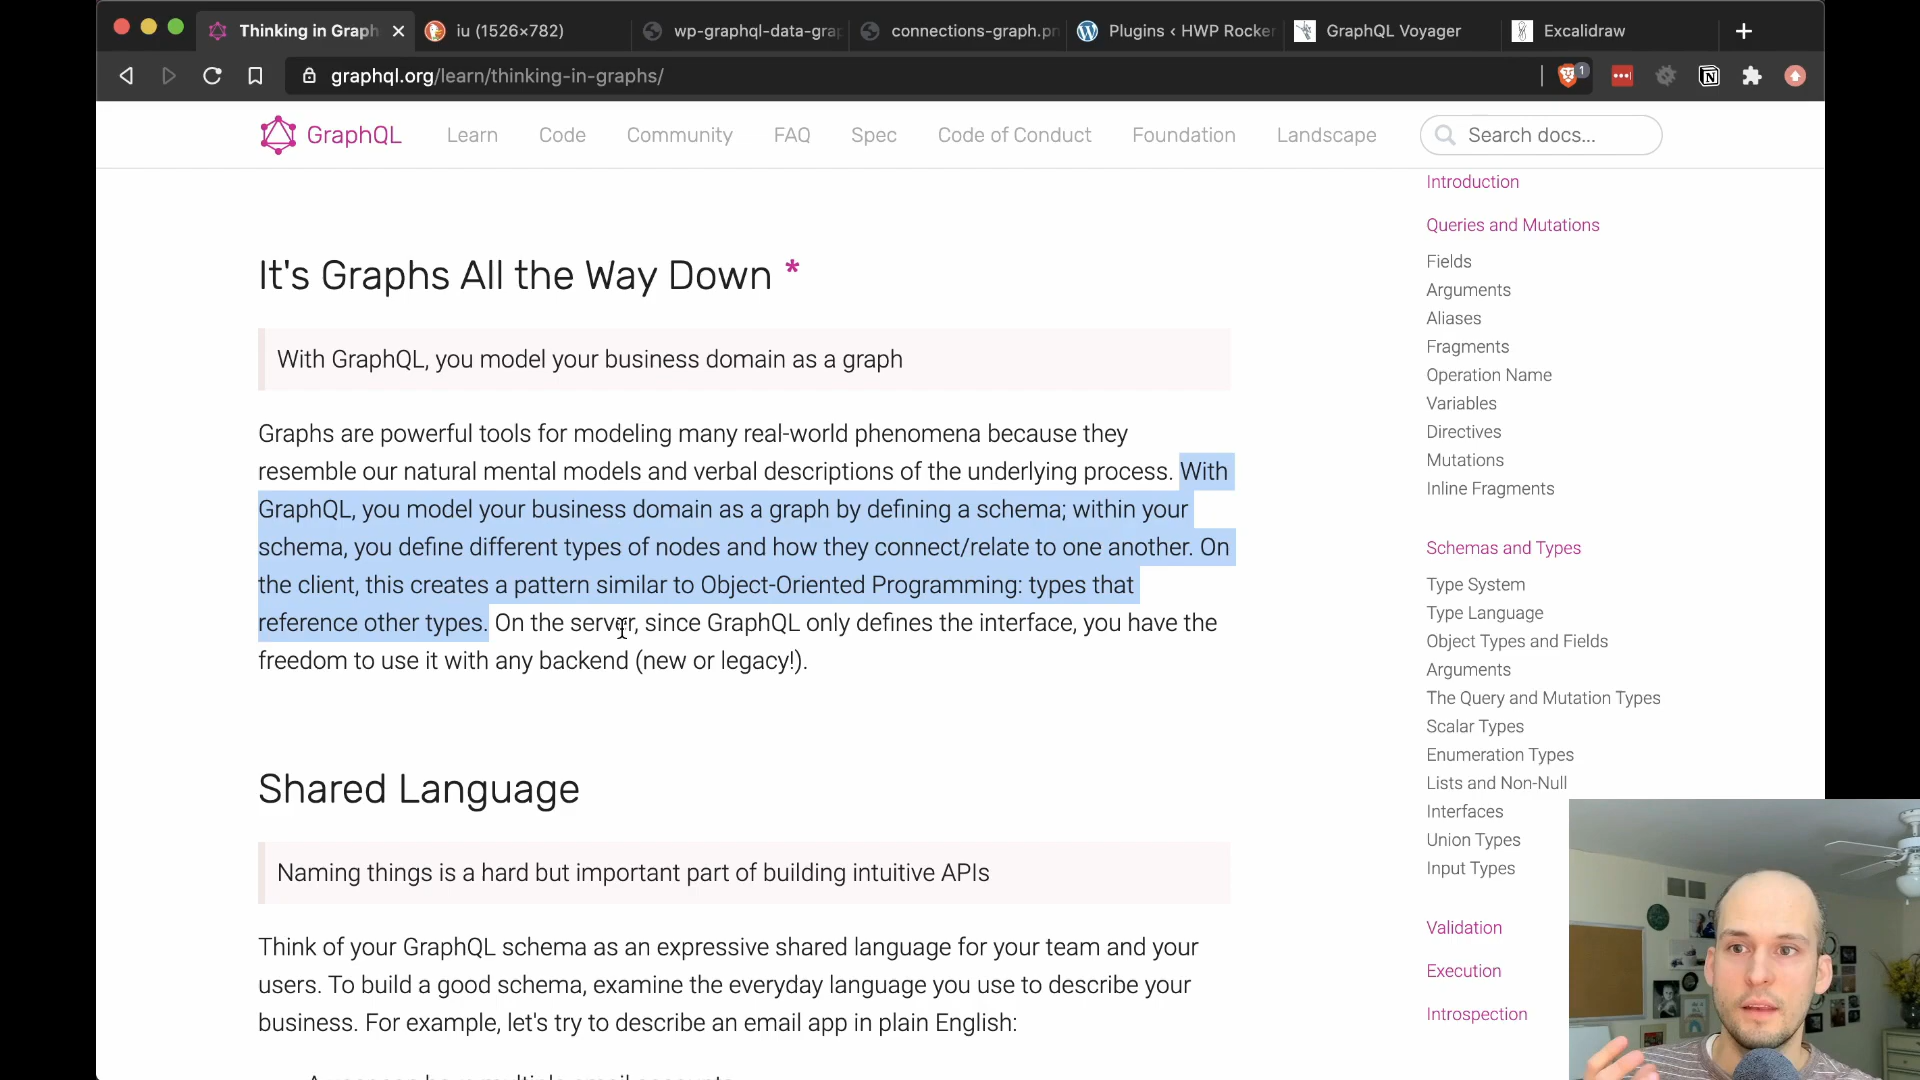 Thinking in Graph
iu (1526×782)
wp-graphql-data-gra
connections-graph.pn
Plugins ‹ HWP Rocker
GraphQL Voyager
Excalidraw
graphql.org/learn/thinking-in-graphs/
1
GraphQL
Learn
Code
Community
FAQ
Spec
Code of Conduct
Foundation
Landscape
Search docs...
It's Graphs All the Way Down *
With GraphQL, you model your business domain as a graph
Graphs are powerful tools for modeling many real-world phenomena because they
resemble our natural mental models and verbal descriptions of the underlying process. With
GraphQL, you model your business domain as a graph by defining a schema; within your
schema, you define different types of nodes and how they connect/relate to one another. On
the client, this creates a pattern similar to Object-Oriented Programming: types that
reference other types. On the server, since GraphQL only defines the interface, you have the
freedom to use it with any backend (new or legacy!).
Shared Language
Naming things is a hard but important part of building intuitive APIs
Think of your GraphQL schema as an expressive shared language for your team and your
users. To build a good schema, examine the everyday language you use to describe your
business. For example, let's try to describe an email app in plain English:
Introduction
Queries and Mutations
Fields
Arguments
Aliases
Fragments
Operation Name
Variables
Directives
Mutations
Inline Fragments
Schemas and Types
Type System
Type Language
Object Types and Fields
Arguments
The Query and Mutation Types
Scalar Types
Enumeration Types
Lists and Non-Null
Interfaces
Union Types
Input Types
Validation
Execution
Introspection